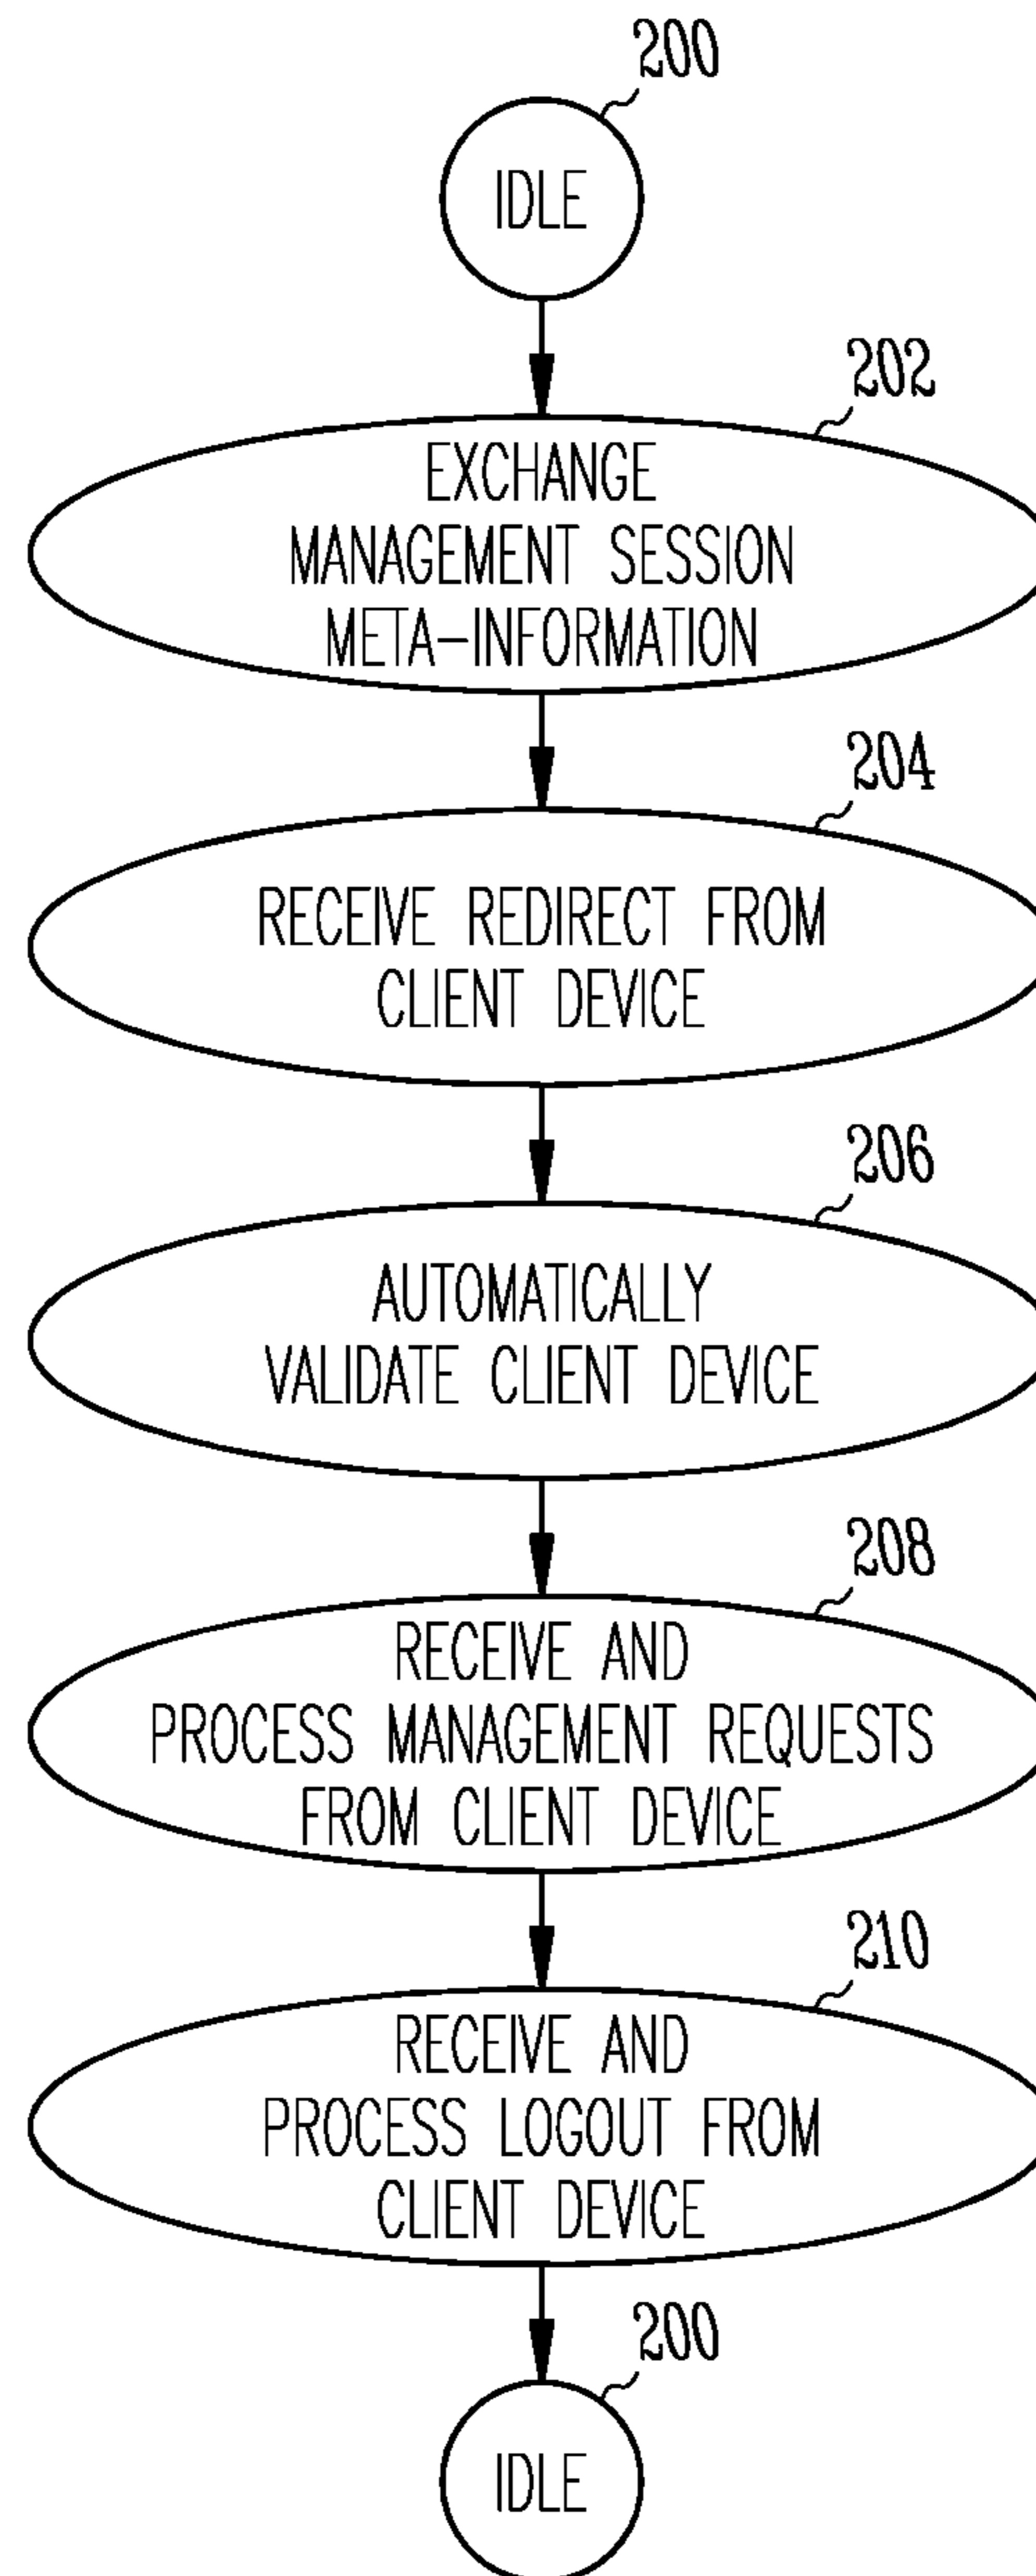 200
IDLE
202
EXCHANGE
MANAGEMENT SESSION
META-INFORMATION
204
RECEIVE REDIRECT FROM
CLIENT DEVICE
206
AUTOMATICALLY
VALIDATE CLIENT DEVICE
208
RECEIVE AND
PROCESS MANAGEMENT REQUESTS
FROM CLIENT DEVICE
210
RECEIVE AND
PROCESS LOGOUT FROM
CLIENT DEVICE
200
IDLE